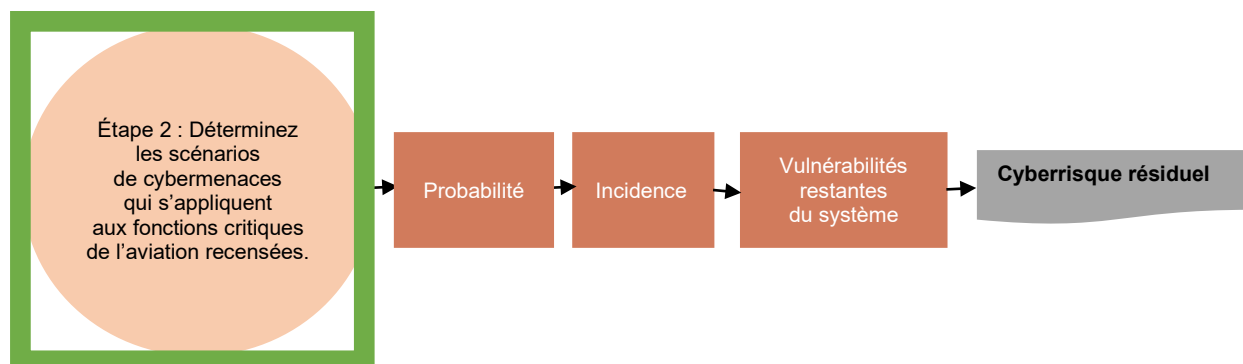 Étape 2 : Déterminez
les scénarios
de cybermenaces
qui s’appliquent
aux fonctions critiques
de l’aviation recensées.
Probabilité
Incidence
Vulnérabilités
restantes
du système
Cyberrisque résiduel